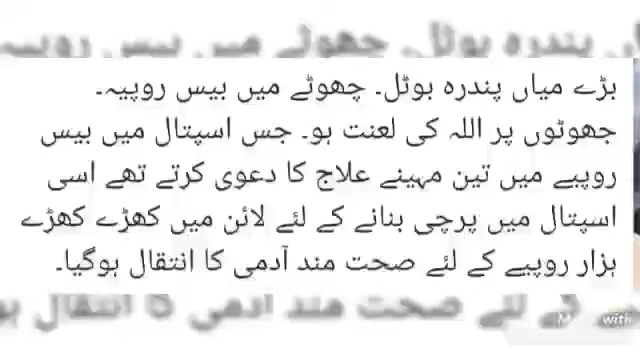 بڑے میاں پندرہ بوٹل۔ چھوٹے میں بیس روپیہ۔
جھوٹوں پر اللہ کی لعنت ہو۔ جس اسپتال میں بیس
روپیے میں تین مہینے علاج کا دعوی کرتے تھے اسی
اسپتال میں پرچی بنانے کے لئے لائن میں کھڑے کھڑے
ہزار روپیے کے لئے صحت مند آدمی کا انتقال ہوگیا۔
with